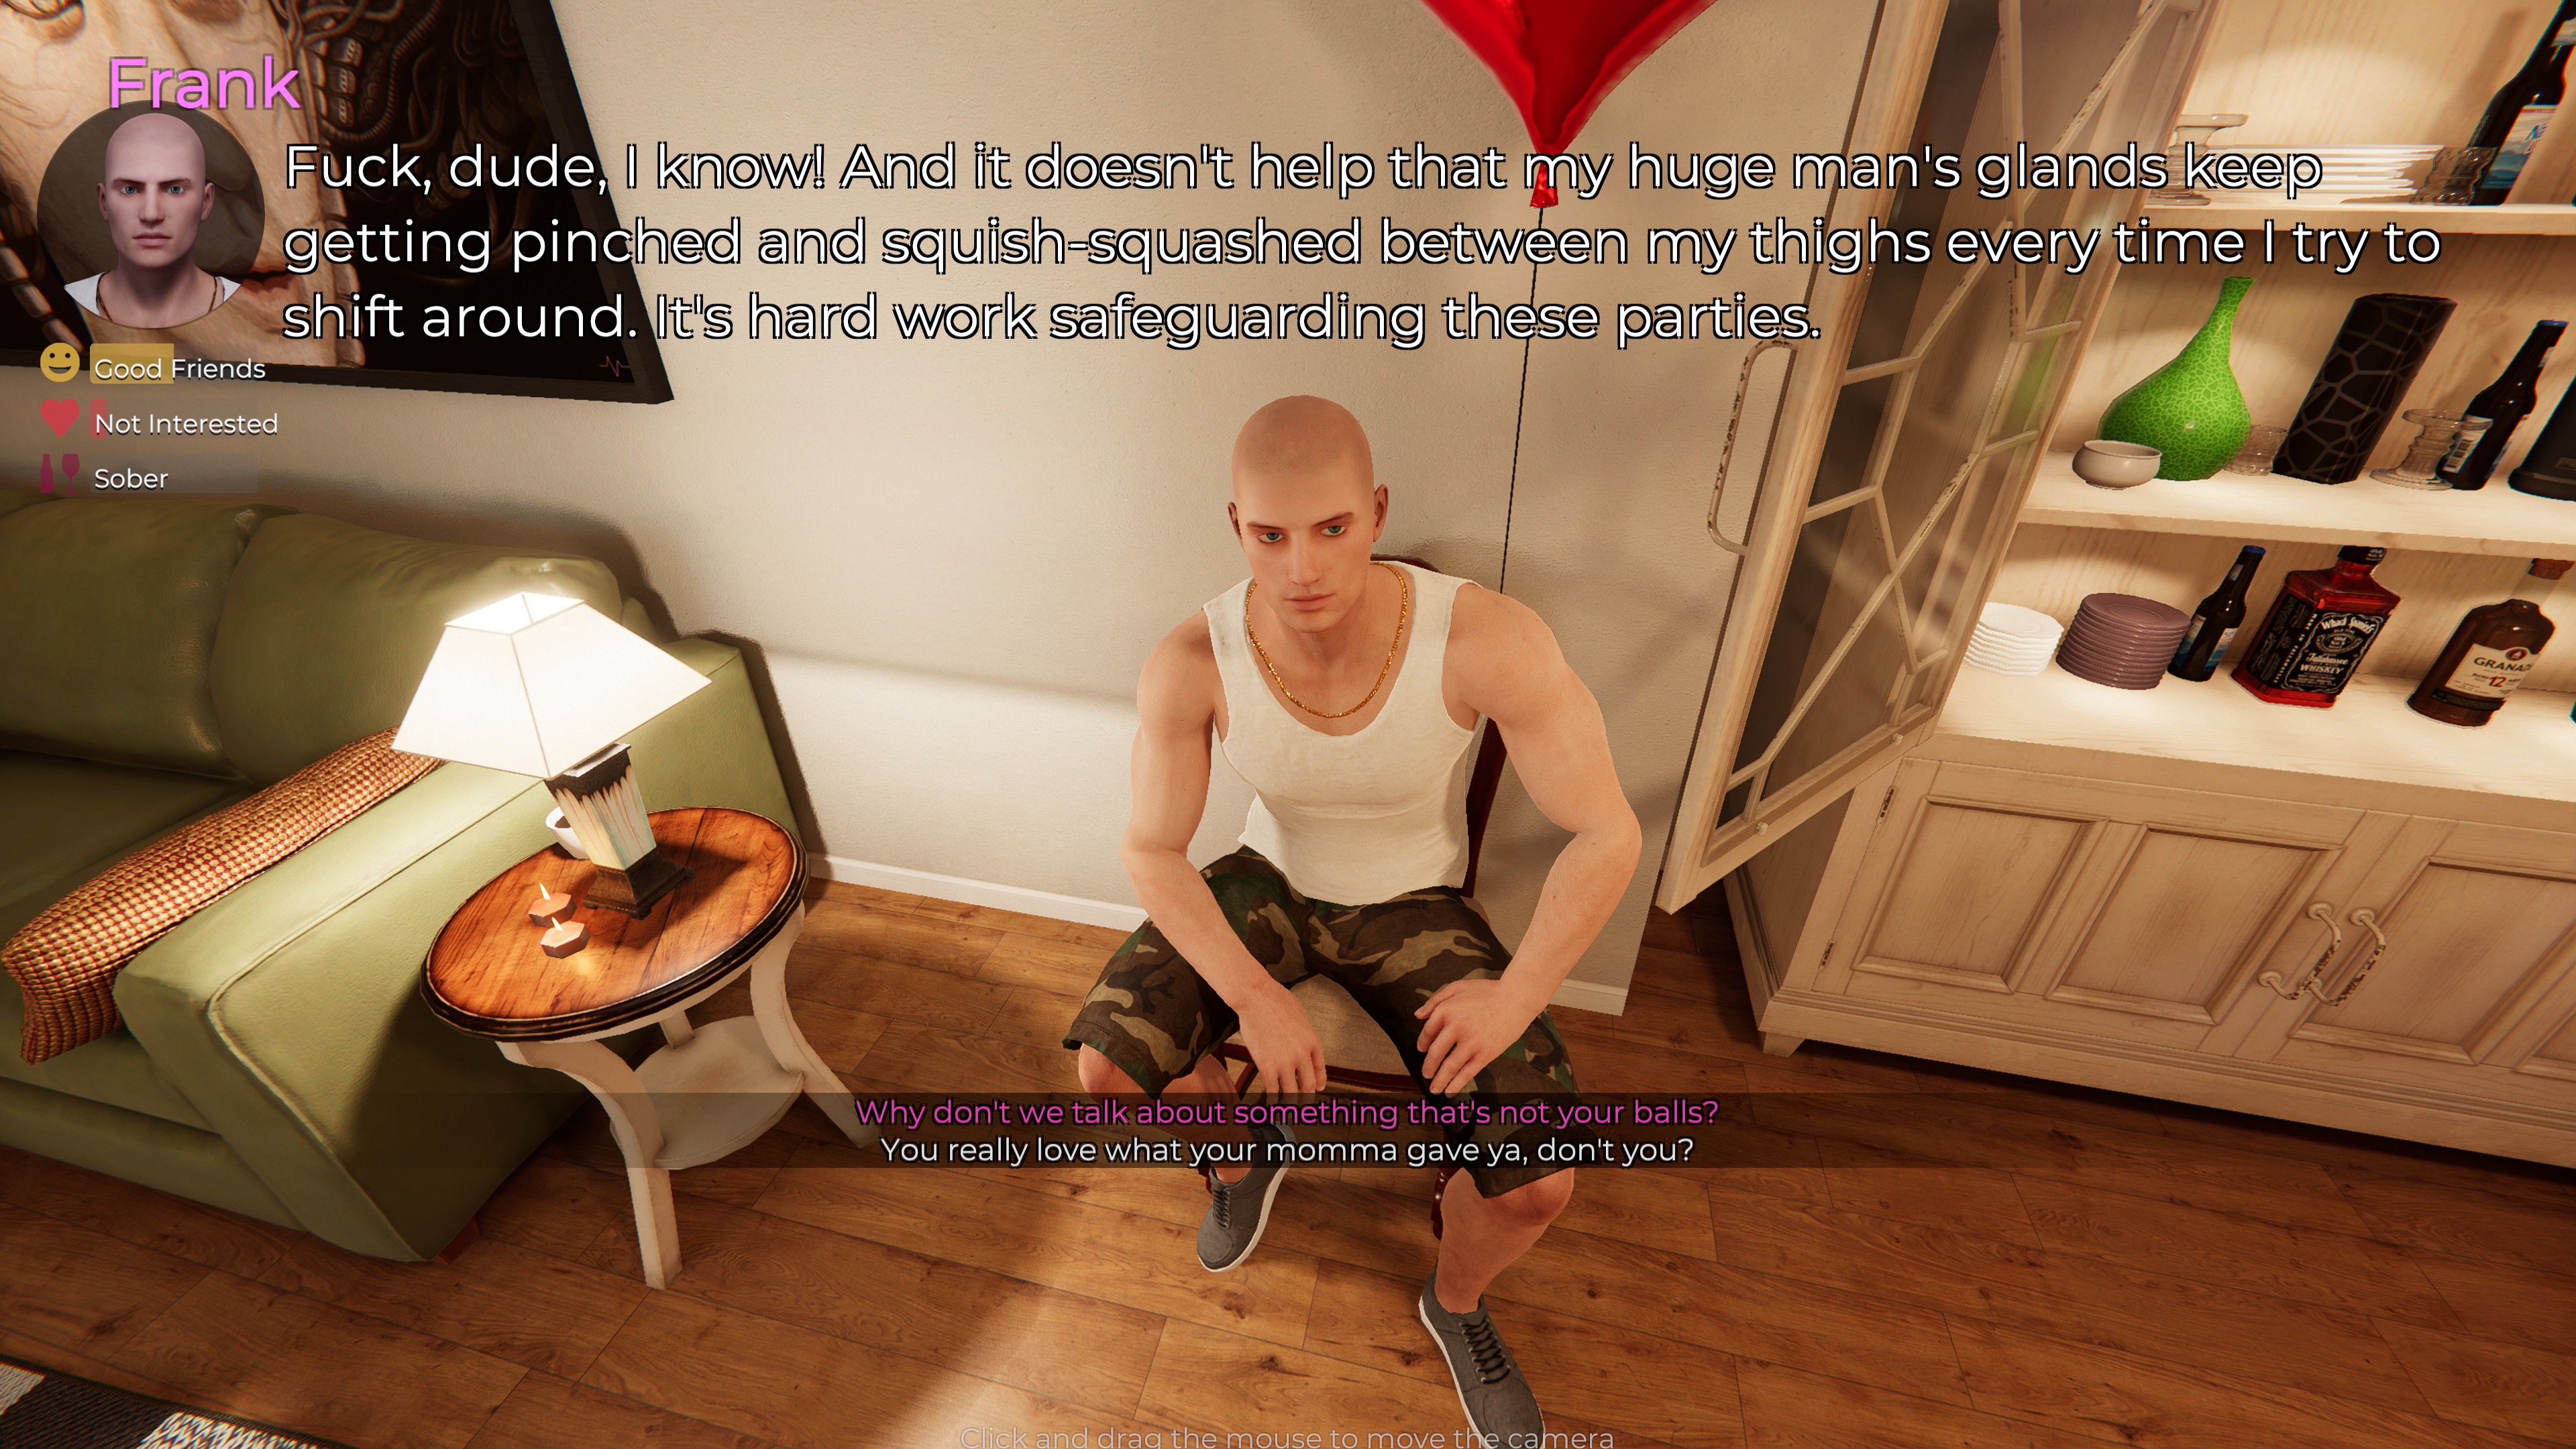 Frank
Fuck, dude, I know! And it doesn't help that my huge man's glands keep
getting pinched and squish-squashed between my thighs every time I try to
shift around. It's hard work safeguarding these parties.
Good Friends
Not Interested
Sober
WHISKEY
12
Why don't we talk about something that's not your balls?
You really love what your momma gave ya, don't you?
Click and drag the mouse to move the camera